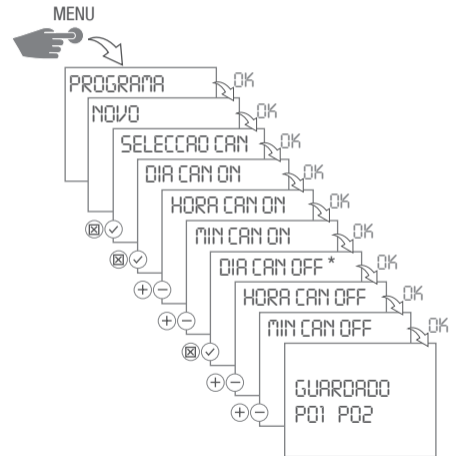 MENU
PROGRAMA OK
NOVO OK
SELECCAO CAN OK
DIA CAN ON OK
HORA CAN ON OK
MIN CAN ON OK
DIA CAN OFF * OK
HORA CAN OFF OK
MIN CAN OFF OK
GUARDADO
P01 P02